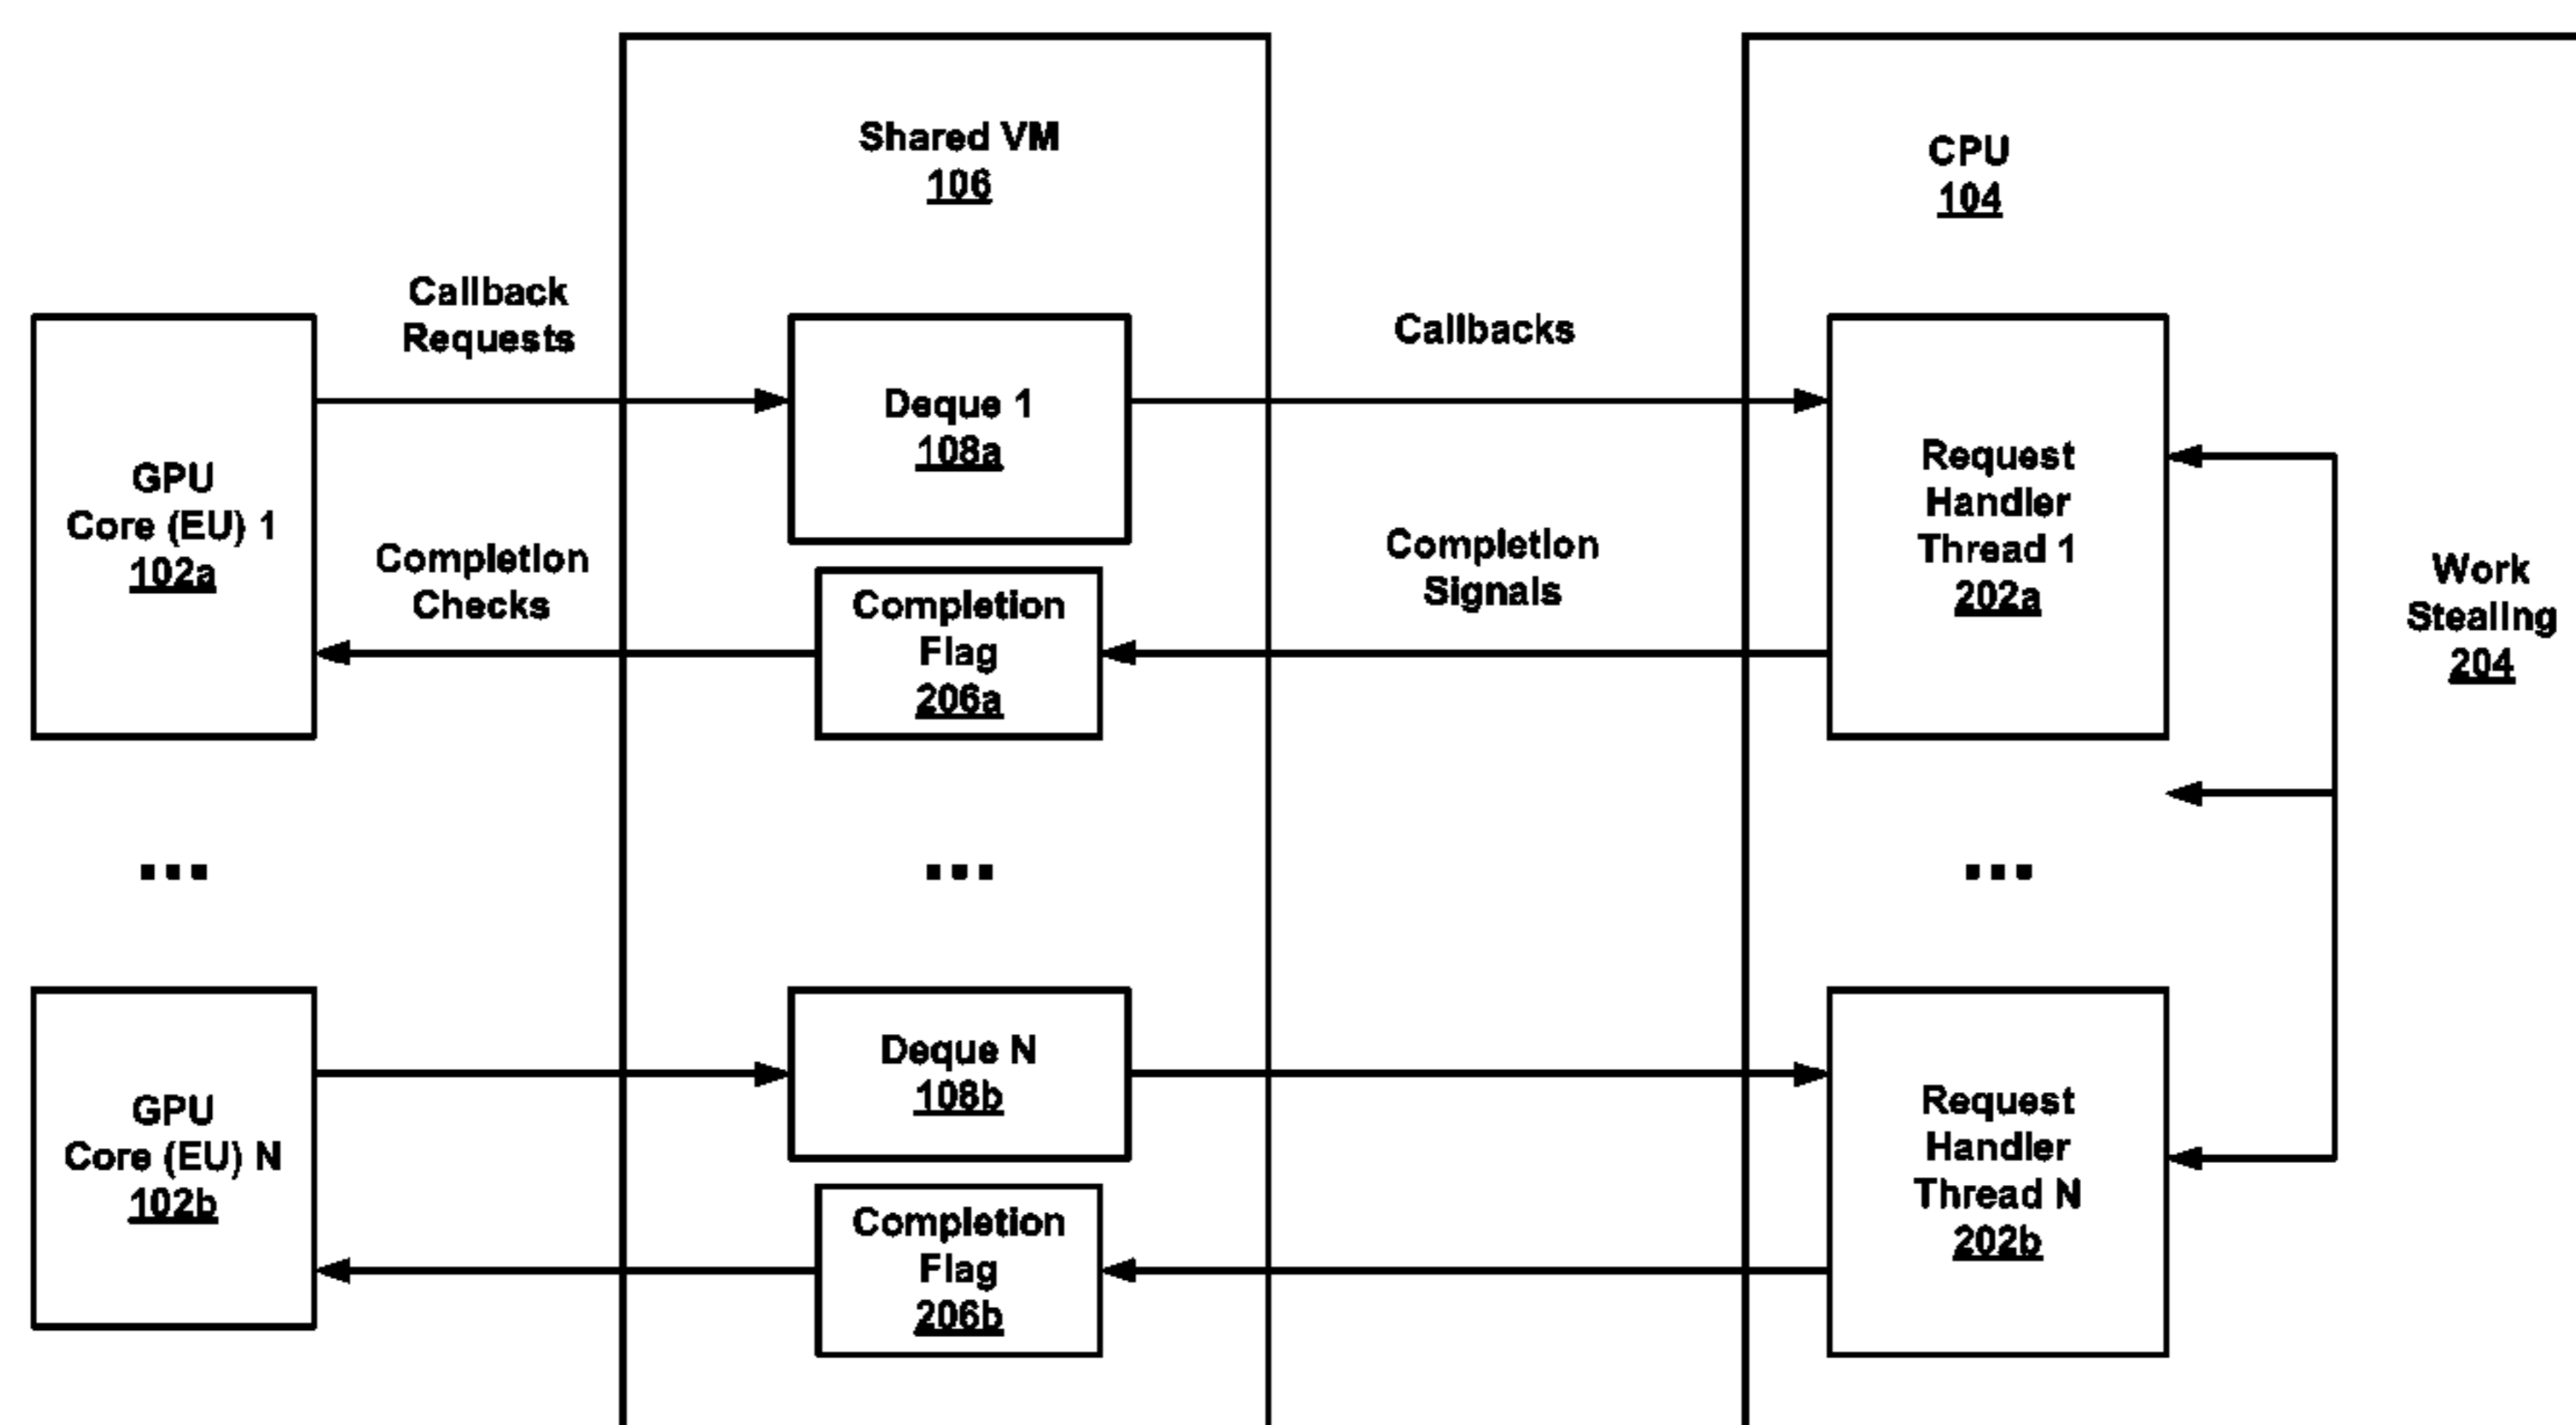 Shared VM
106
CPU
104
Callback
Requests
Callbacks
GPU
Core (EU) 1
102a
Deque 1
108a
Request
Handler
Thread 1
202a
Completion
Checks
Completion
Flag
206a
Completion
Signals
Work
Stealing
204
...
...
...
GPU
Core (EU) N
102b
Deque N
108b
Completion
Flag
206b
Request
Handler
Thread N
202b